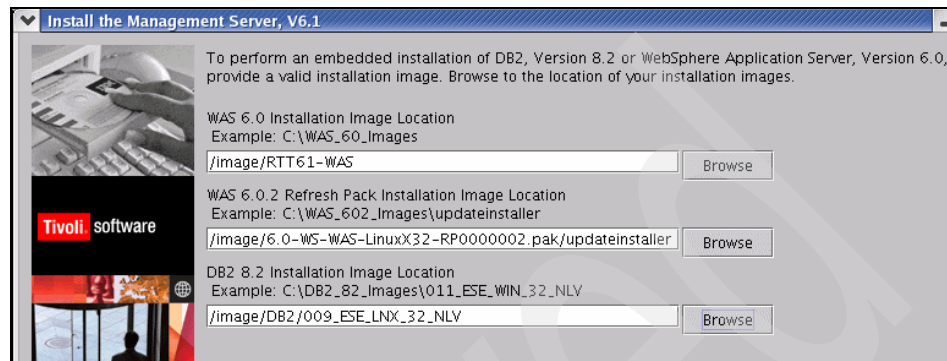 Install the Management Server, V6.1
To perform an embedded installation of DB2, Version 8.2 or WebSphere Application Server, Version 6.0,
provide a valid installation image. Browse to the location of your installation images.
WAS 6.0 Installation Image Location
Example: C:\WAS_60_Images
/image/RTT61-WAS
Browse
WAS 6.0.2 Refresh Pack Installation Image Location
Example: C:\WAS_602_Images\updateinstaller
/image/6.0-WS-WAS-LinuxX32-RP0000002.pak/updateinstaller
Browse
Tivoli. software
DB2 8.2 Installation Image Location
Example: C:\DB2_82_Images\011_ESE_WIN_32_NLV
/image/DB2/009_ESE_LNX_32_NLV
Browse